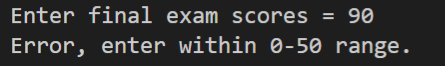 Enter final exam scores = 90
Error, enter within 0-50 range.